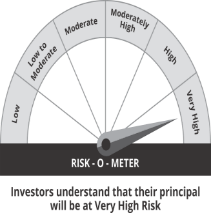 Low
Low to
Moderate
Moderate
Moderately
High
High
Very High
RISK - O - METER
Investors understand that their principal
will be at Very High Risk